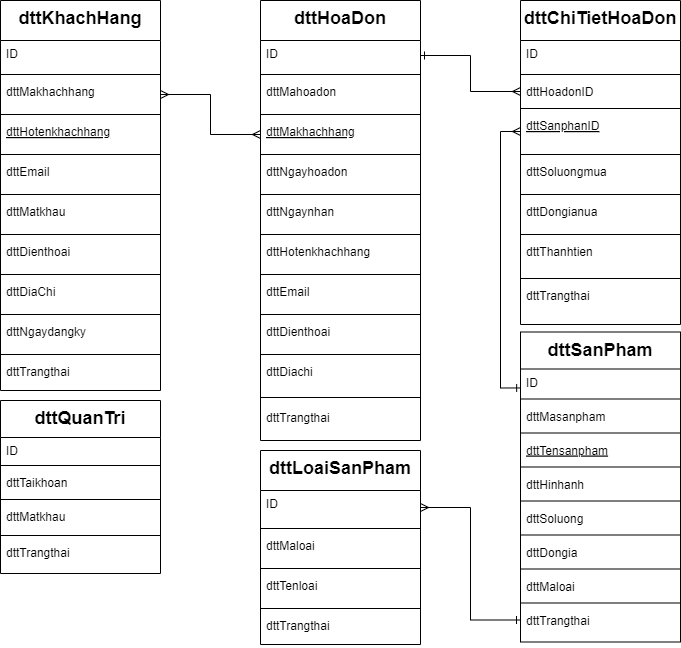 dttKhachHang
ID
dttMakhachhang
dttHotenkhachhang
dttEmail
dttMatkhau
dttDienthoai
dttDiaChi
dttNgaydangky
dttTrangthai
dttQuanTri
ID
dttTaikhoan
dttMatkhau
dttTrangthai
dttHoaDon
ID
dttMahoadon
dttMakhachhang
dttNgayhoadon
dttNgaynhan
dttHotenkhachhang
dttEmail
dttDienthoai
dttDiachi
dttTrangthai
dttLoaiSanPham
ID
dttMaloai
dttTenloai
dttTrangthai
dttChiTietHoaDon
ID
dttHoadonID
dttSanphanID
dttSoluongmua
dttDongianua
dttThanhtien
dttTrangthai
dttSanPham
ID
dttMasanpham
dttTensanpham
dttHinhanh
dttSoluong
dttDongia
dttMaloai
dttTrangthai